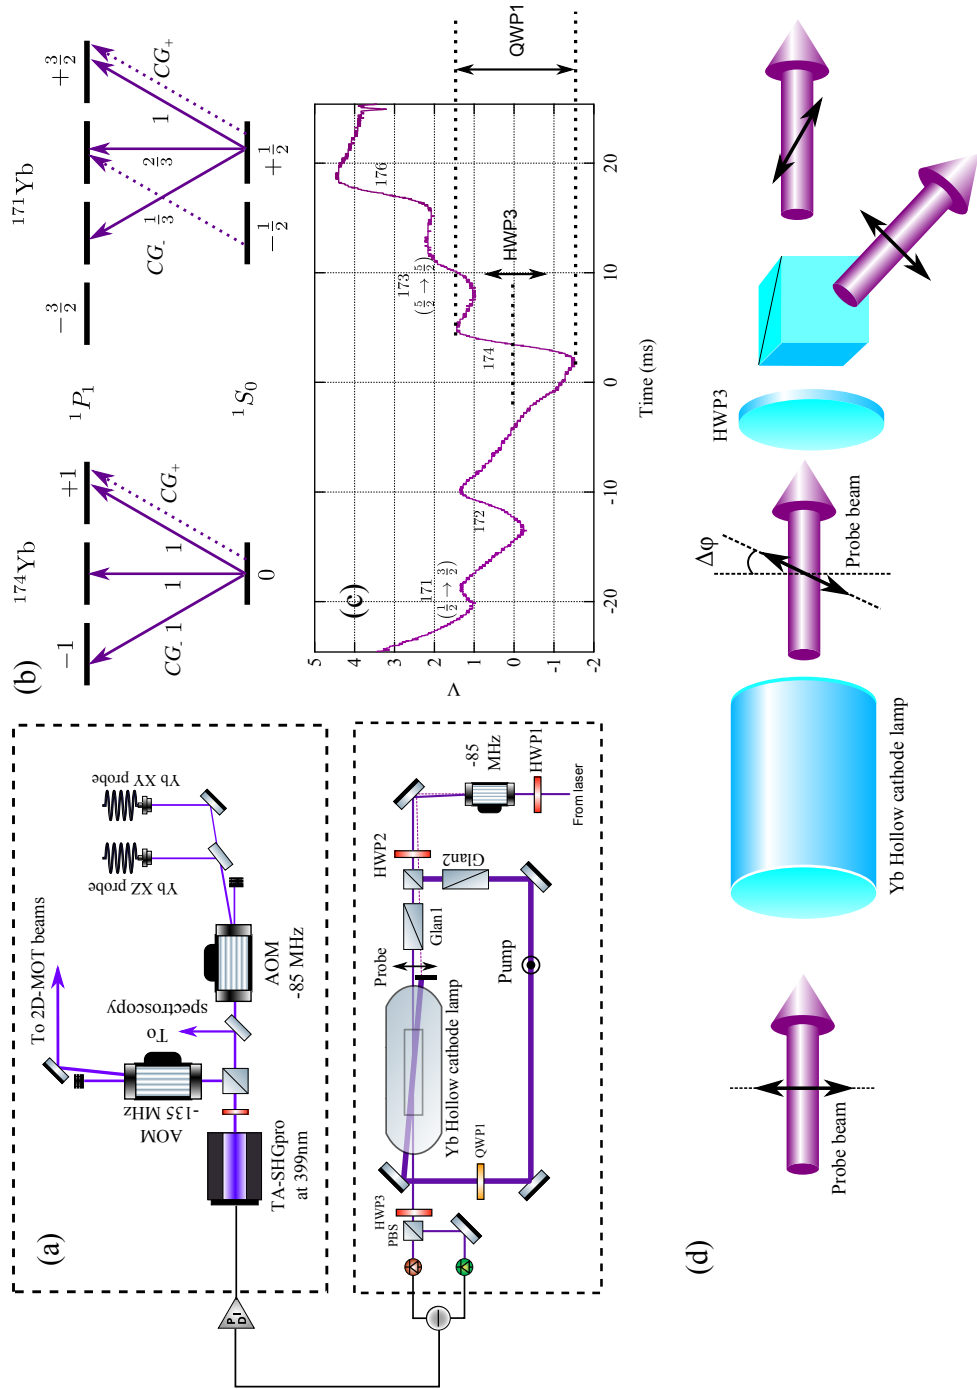 (a)
To 2D-MOT beams
AOM
-135 MHz
To
spectroscopy
TA-SHGpro
at 399nm
AOM
-85 MHz
Yb XZ probe
Yb XY probe
P
I
D
HWP3
PBS
Probe
Glan1
HWP2
Glan2
-85
MHz
HWP1
From laser
Yb Hollow cathode lamp
QWP1
Pump
(b)
174Yb
−1
+1
CG-
1
1
1
CG+
0
1P1
1S0
171Yb
−3/2
+3/2
CG-
1/3
2/3
1
CG+
−1/2
+1/2
(c)
V
5
4
3
2
1
0
-1
-2
-20
-10
0
10
20
Time (ms)
171
(1/2 → 3/2)
172
174
173
(5/2 → 5/2)
176
HWP3
QWP1
(d)
Probe beam
Yb Hollow cathode lamp
Δφ
Probe beam
HWP3